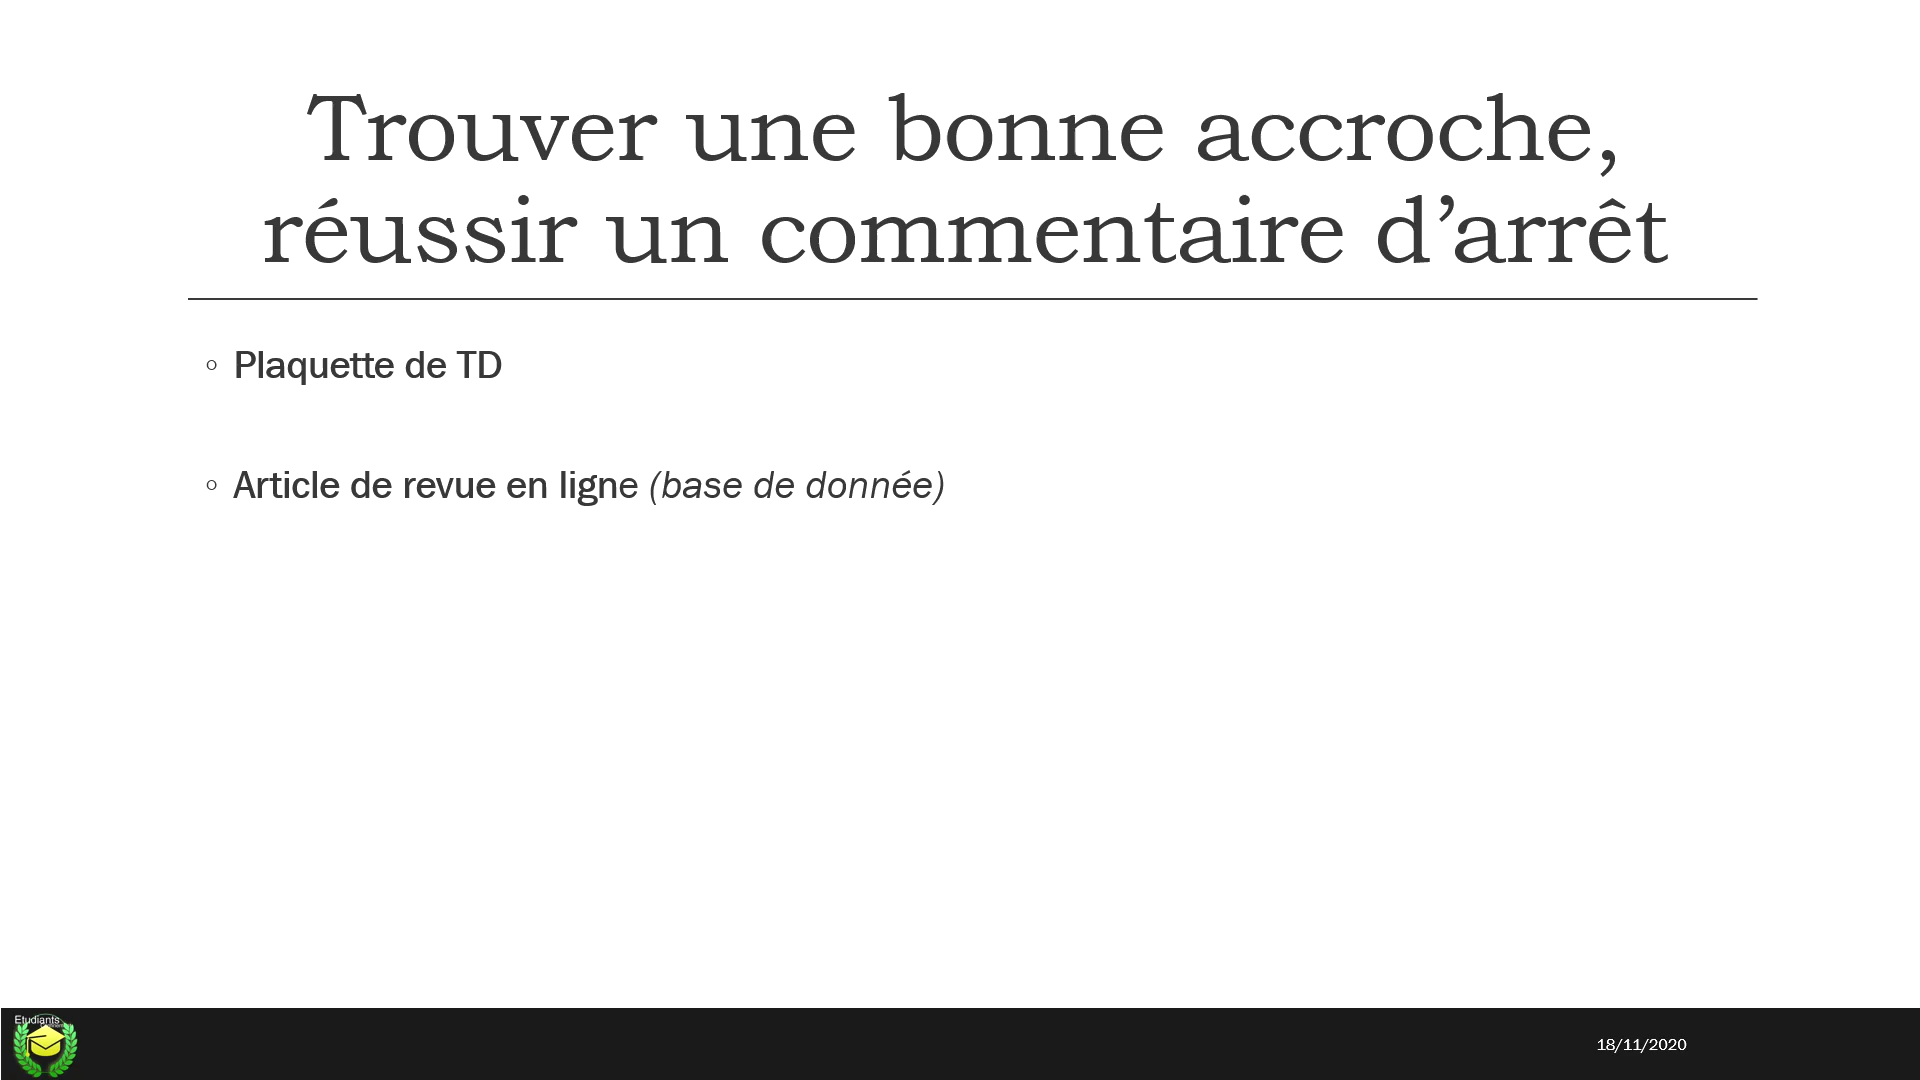 Trouver une bonne accroche,
réussir un commentaire d’arrêt
◦ Plaquette de TD
◦ Article de revue en ligne (base de donnée)
Etudiants
18/11/2020